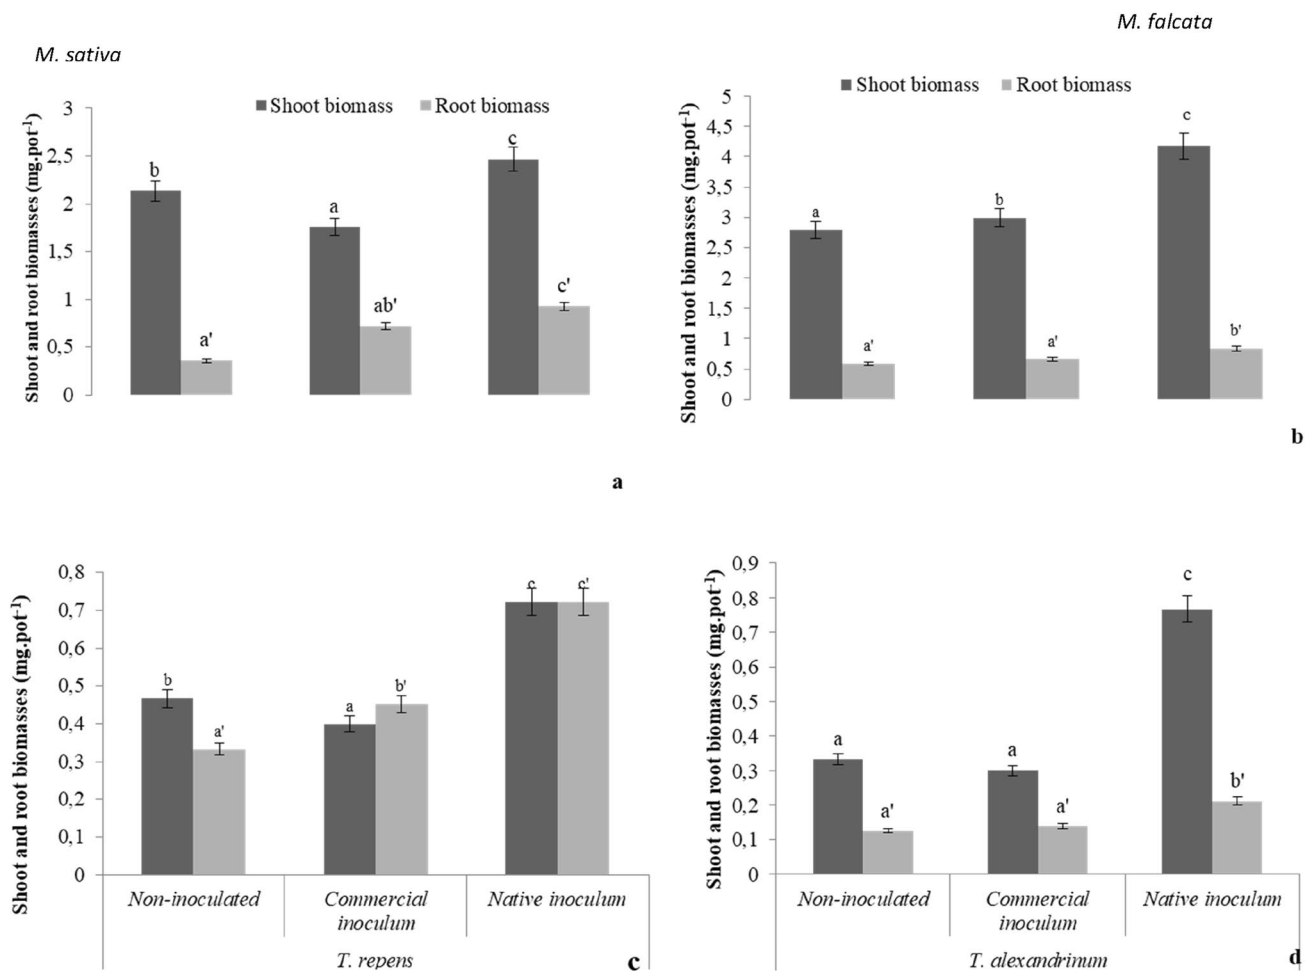 M. sativa
M. falcata
Shoot biomass Root biomass
Shoot and root biomasses (mg.pot⁻¹)
3
2,5
2
1,5
1
0,5
0
b
a'
a
ab'
c
c'
a
Shoot biomass Root biomass
Shoot and root biomasses (mg.pot⁻¹)
5
4,5
4
3,5
3
2,5
2
1,5
1
0,5
0
a
a'
b
a'
c
b'
b
Shoot and root biomasses (mg.pot⁻¹)
0,8
0,7
0,6
0,5
0,4
0,3
0,2
0,1
0
b
a'
a
b'
c
c'
Non-inoculated
Commercial
inoculum
Native inoculum
T. repens
c
Shoot and root biomasses (mg.pot⁻¹)
0,9
0,8
0,7
0,6
0,5
0,4
0,3
0,2
0,1
0
a
a'
a
a'
c
b'
Non-inoculated
Commercial
inoculum
Native inoculum
T. alexandrinum
d